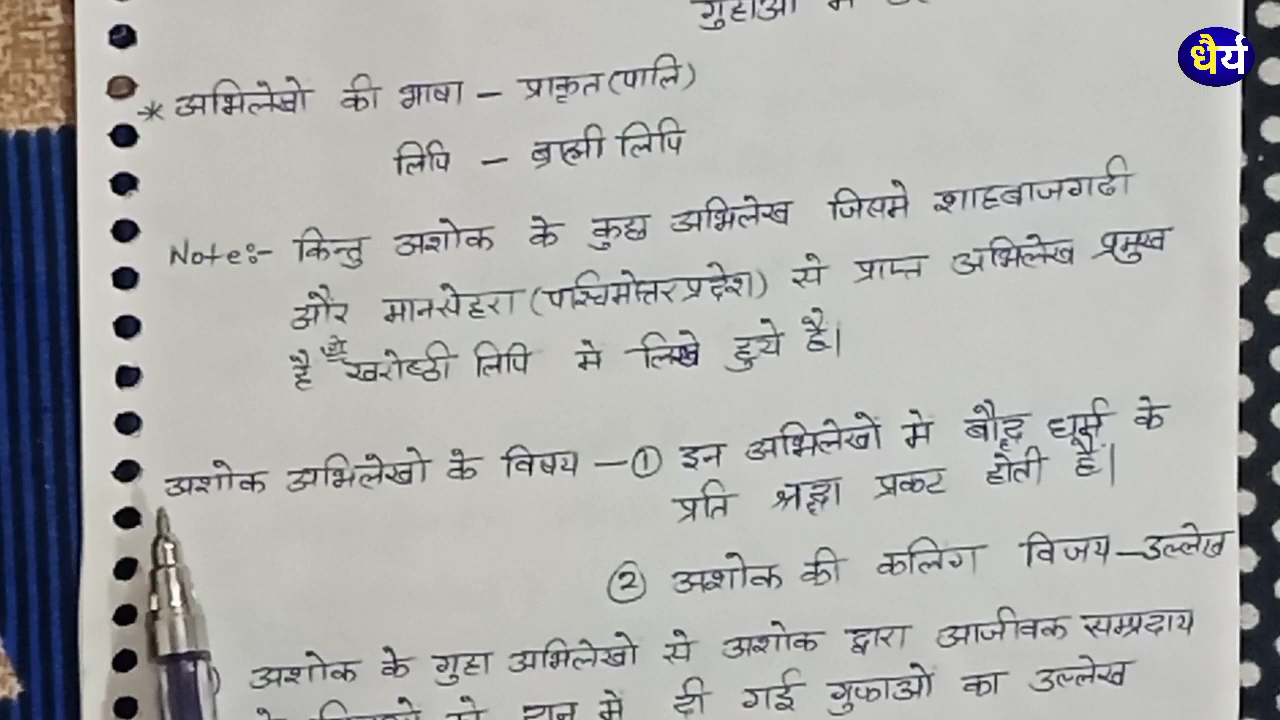 गुहाओं में
धैर्य
* अभिलेखो की भाषा – प्राकृत (पालि)
लिपि – ब्राह्मी लिपि
Note:- किन्तु अशोक के कुछ अभिलेख जिसमे शाहबाजगढी
और मानसेहरा (पश्चिमोत्तर प्रदेश) से प्राप्त अभिलेख प्रमुख
है जो खरोष्ठी लिपि मे लिखे हुये है।
अशोक अभिलेखो के विषय – ① इन अभिलेखों मे बौद्ध धर्म के
प्रति श्रद्धा प्रकट होती है।
② अशोक की कलिंग विजय – उल्लेख
अशोक के गुहा अभिलेखो से अशोक द्वारा आजीवक सम्प्रदाय
दान मे दी गई गुफाओं का उल्लेख